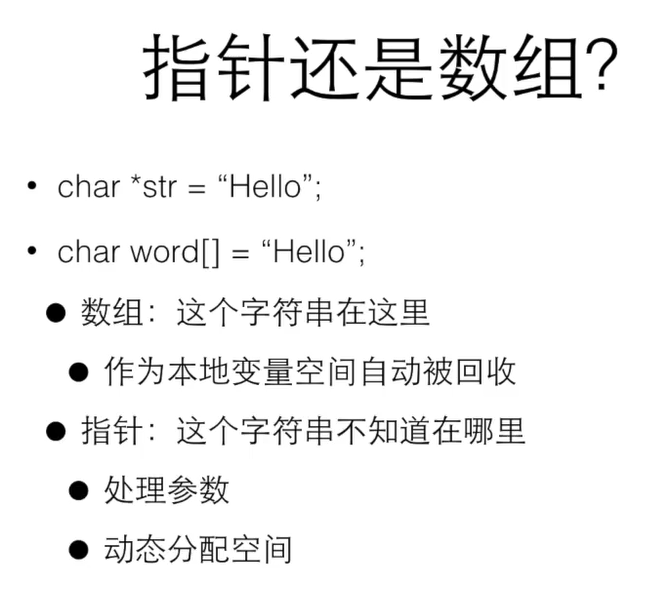 指针还是数组？
• char *str = “Hello”;
• char word[] = “Hello”;
● 数组：这个字符串在这里
● 作为本地变量空间自动被回收
● 指针：这个字符串不知道在哪里
● 处理参数
● 动态分配空间